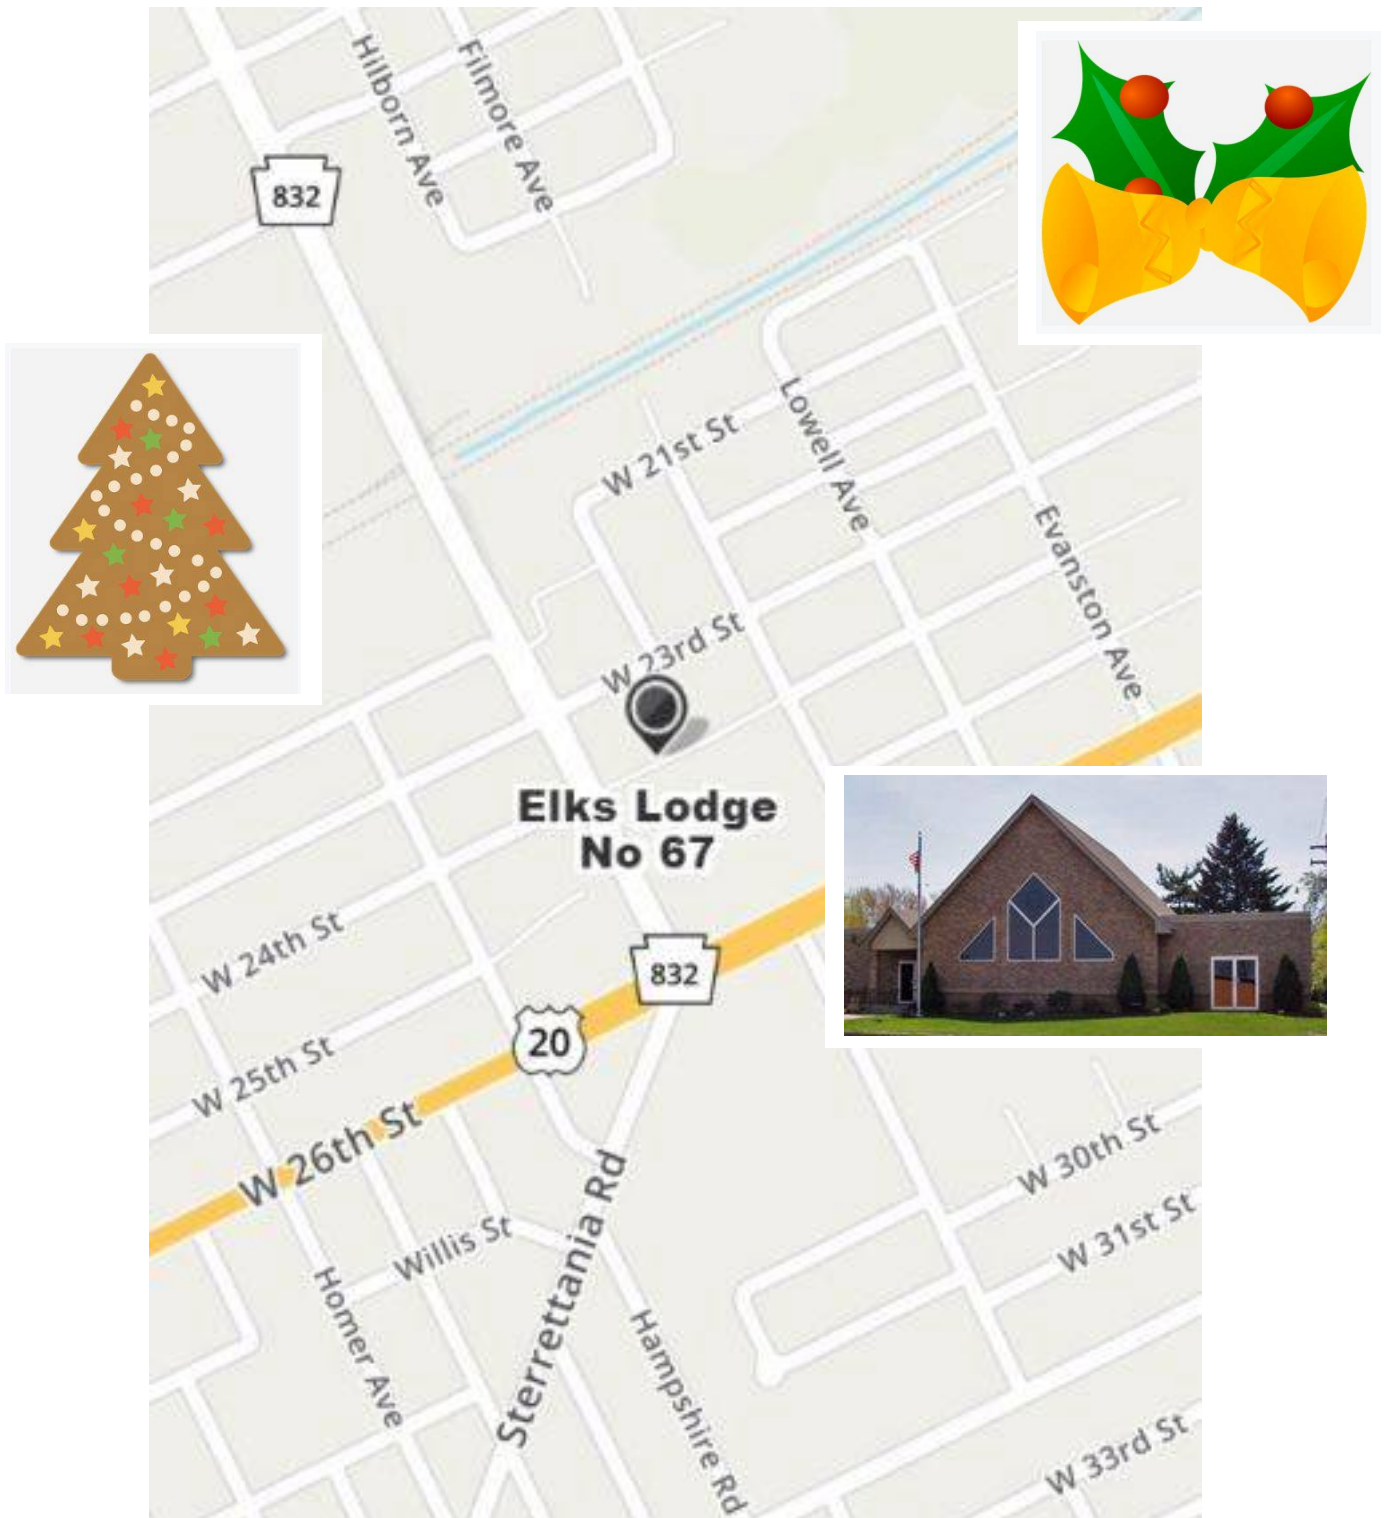 Hilborn Ave
Filmore Ave
832
W 21st St
Lowell Ave
Evanston Ave
W 23rd St
Elks Lodge
No 67
W 24th St
832
20
W 25th St
W 26th St
W 30th St
Willis St
W 31st St
Sterrettania Rd
Homer Ave
Hampshire Rd
W 33rd St